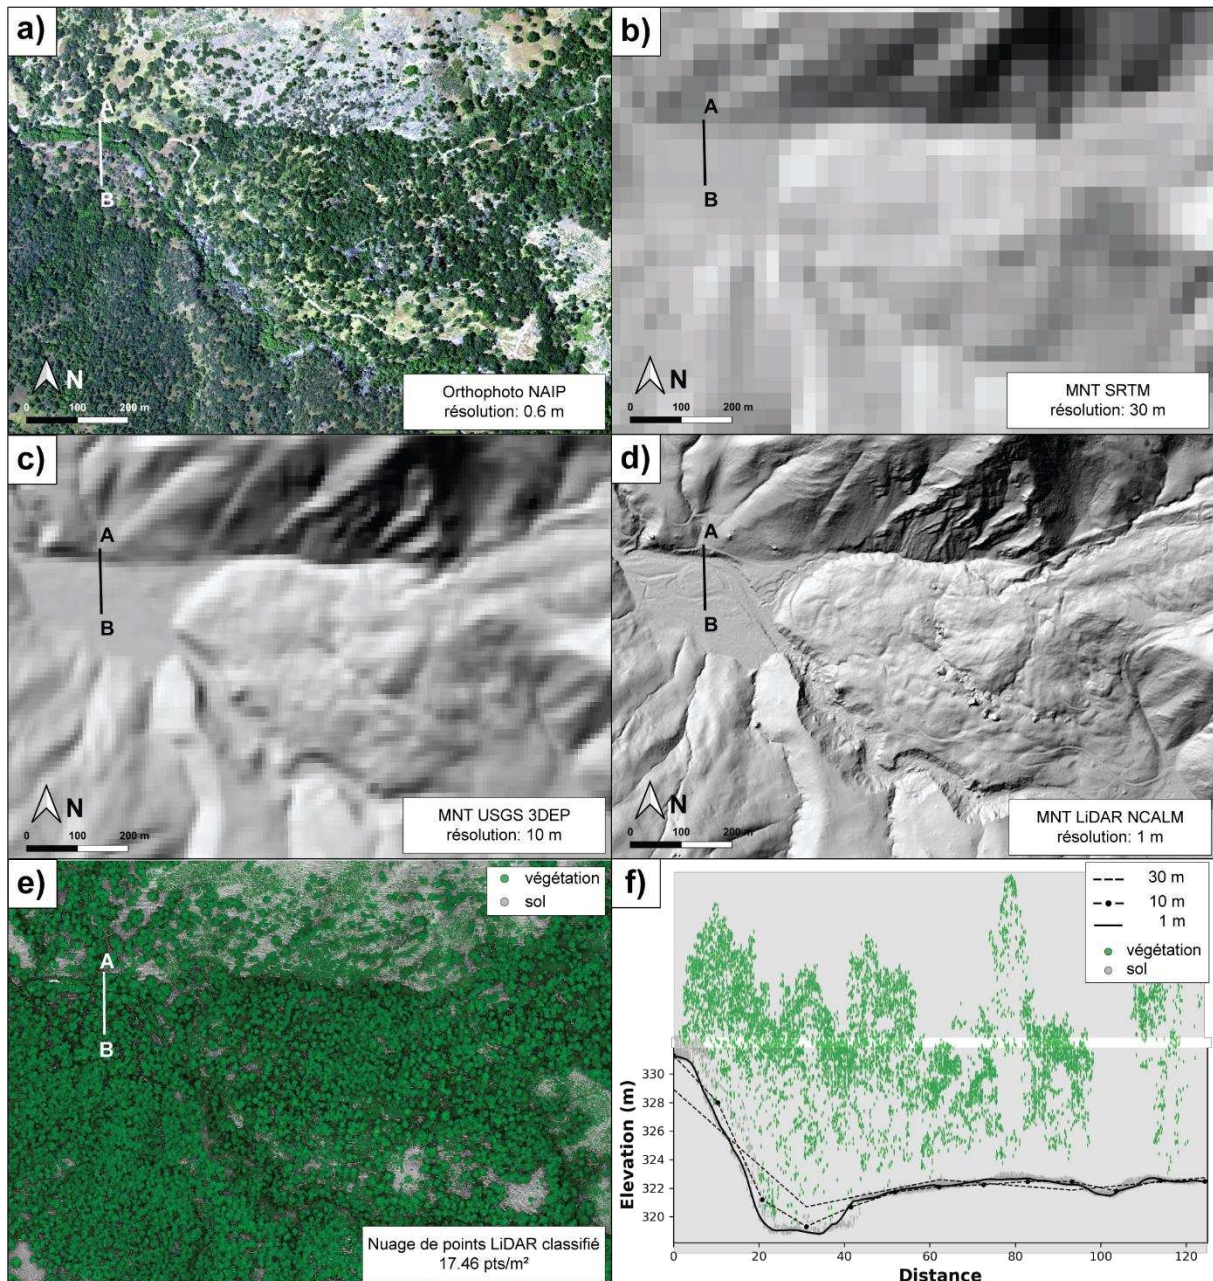 a)
A
B
N
0 100 200 m
Orthophoto NAIP
résolution: 0.6 m
b)
A
B
N
0 100 200 m
MNT SRTM
résolution: 30 m
c)
A
B
N
0 100 200 m
MNT USGS 3DEP
résolution: 10 m
d)
A
B
N
0 100 200 m
MNT LiDAR NCALM
résolution: 1 m
e)
végétation
sol
A
B
Nuage de points LiDAR classifié
17.46 pts/m²
f)
30 m
10 m
1 m
végétation
sol
Elevation (m)
330
328
326
324
322
320
0 20 40 60 80 100 120
Distance